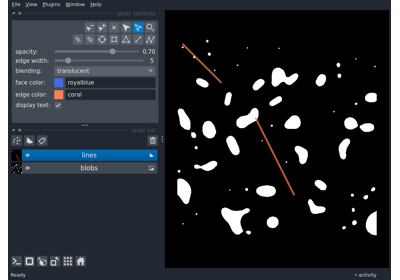 File View Plugins Window Help
layer controls
opacity: 0.70
edge width: 5
blending: translucent
face color: royalblue
edge color: coral
display text:
layer list
lines
blobs
Ready
activity